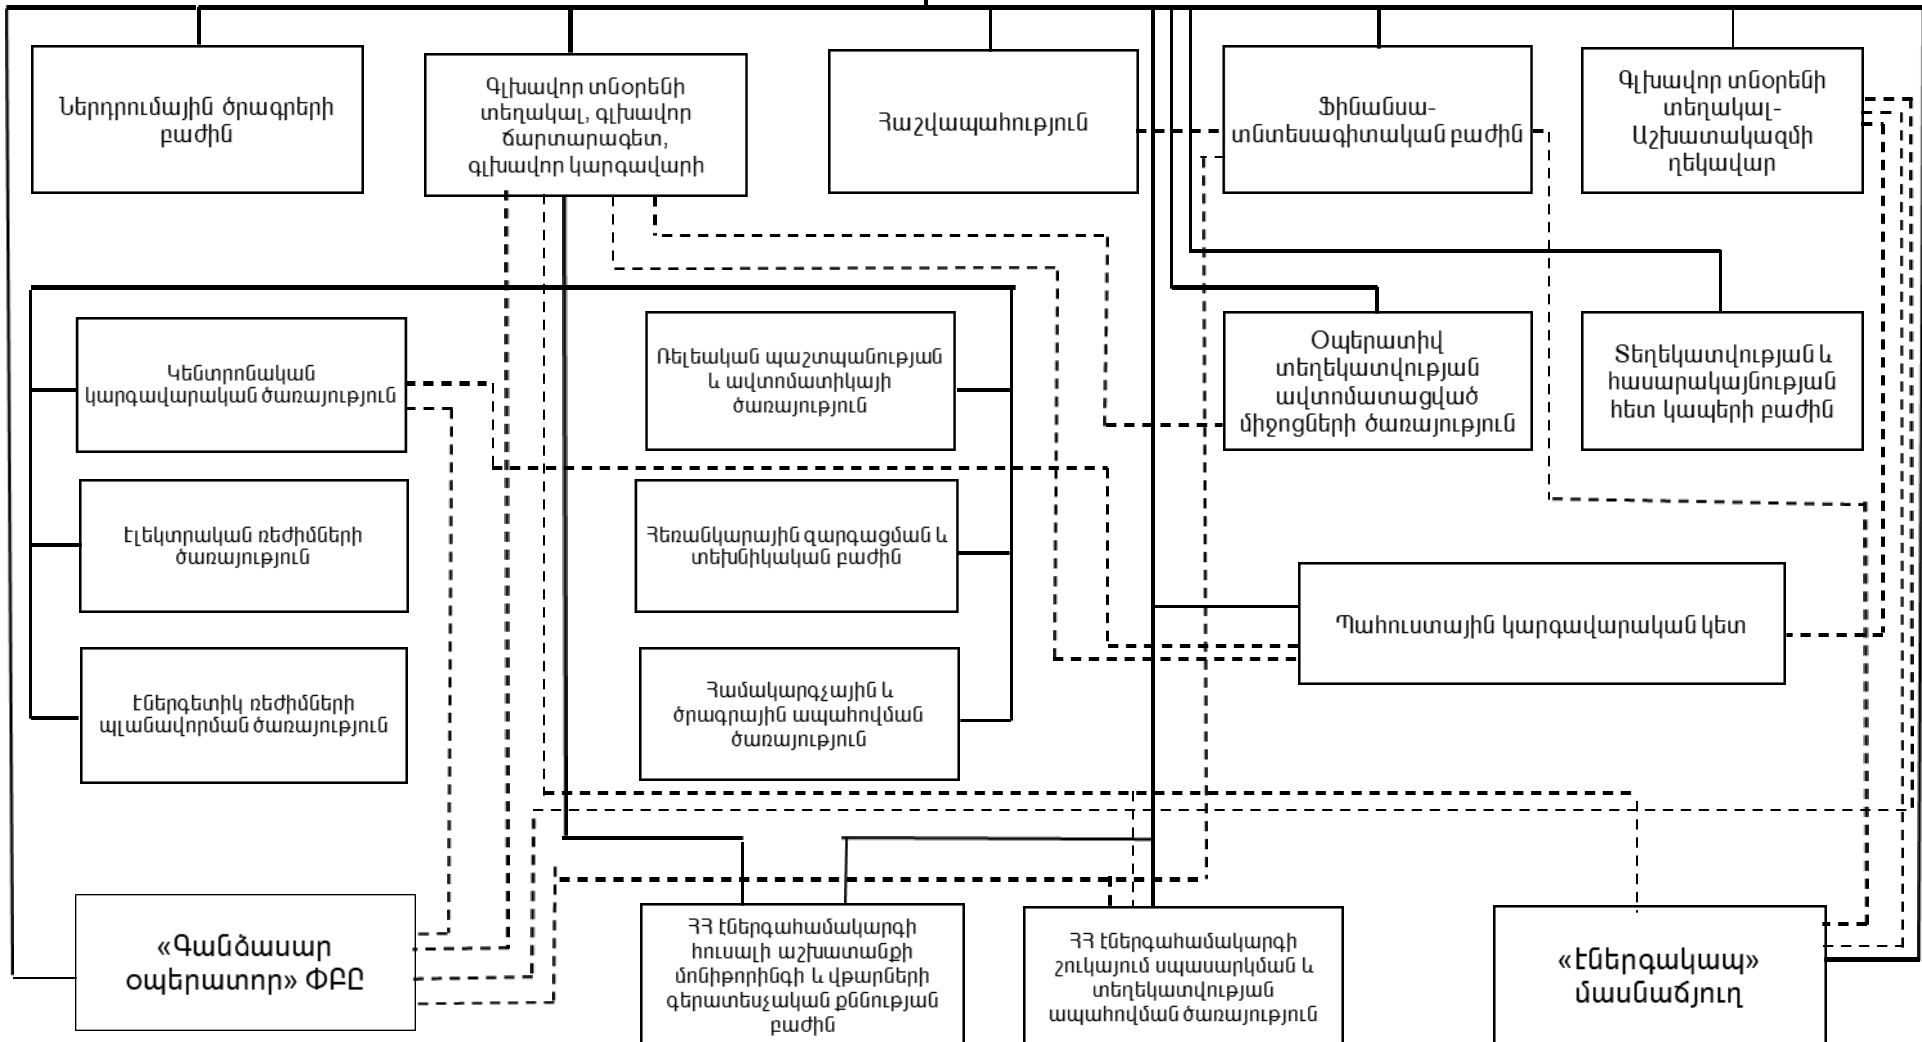 Ներդրումային ծրագրերի
բաժին
Գլխավոր տնօրենի
տեղակալ, գլխավոր
ճարտարագետ,
գլխավոր կարգավարի
Հաշվապահություն
Ֆինանսա-
տնտեսագիտական բաժին
Գլխավոր տնօրենի
տեղակալ-
Աշխատակազմի
ղեկավար
Կենտրոնական
կարգավարական ծառայություն
Ռելեական պաշտպանության
և ավտոմատիկայի
ծառայություն
Օպերատիվ
տեղեկատվության
ավտոմատացված
միջոցների ծառայություն
Տեղեկատվության և
հասարակայնության
հետ կապերի բաժին
Էլեկտրական ռեժիմների
ծառայություն
Հեռանկարային զարգացման և
տեխնիկական բաժին
Պահուստային կարգավարական կետ
Էներգետիկ ռեժիմների
պլանավորման ծառայություն
Համակարգչային և
ծրագրային ապահովման
ծառայություն
«Գանձասար
օպերատոր» ՓԲԸ
ՀՀ էներգահամակարգի
հուսալի աշխատանքի
մոնիթորինգի և վթարների
գերատեսչական քննության
բաժին
ՀՀ էներգահամակարգի
շուկայում սպասարկման և
տեղեկատվության
ապահովման ծառայություն
«Էներգակապ»
մասնաճյուղ